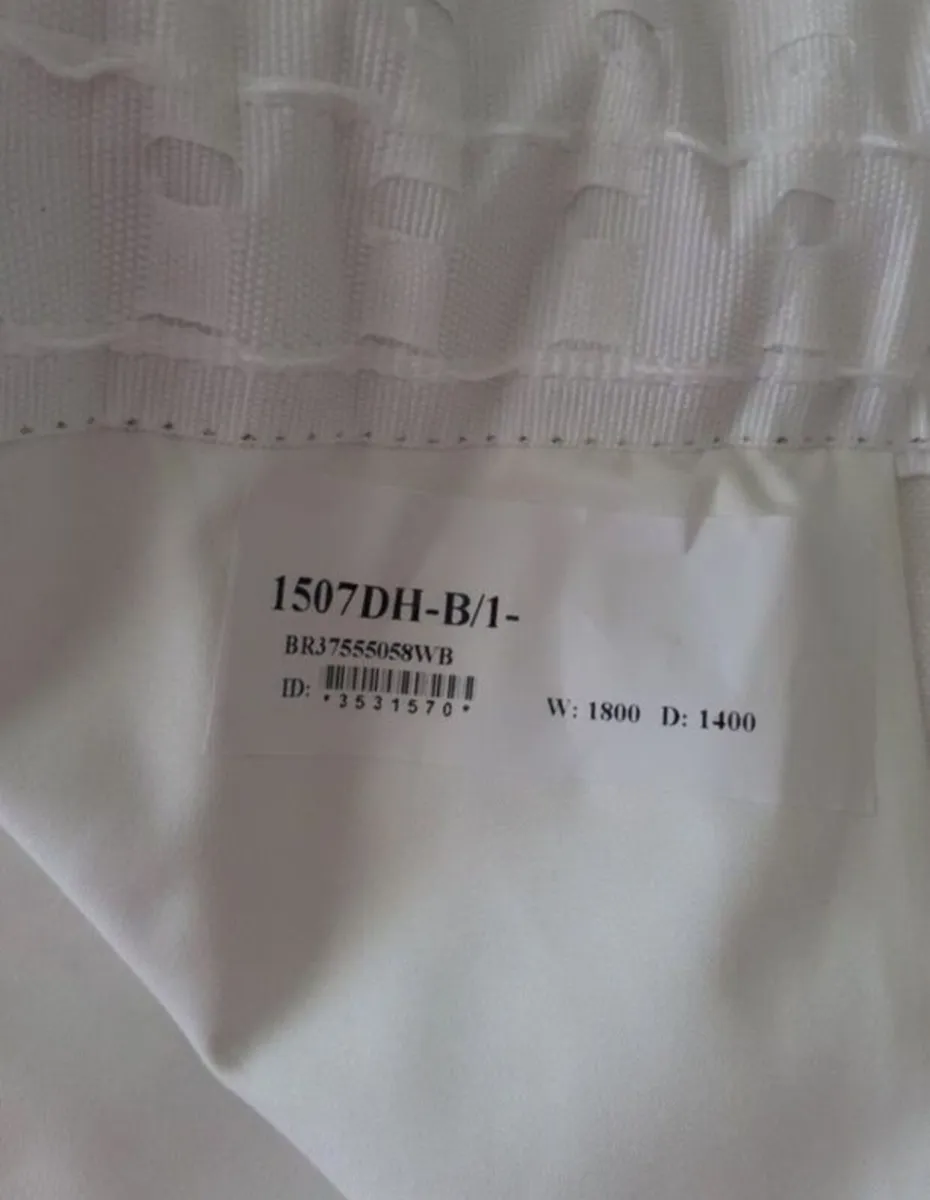 1507DH-B/1-
BR37555058WB
ID: *3531570*
W: 1800 D: 1400